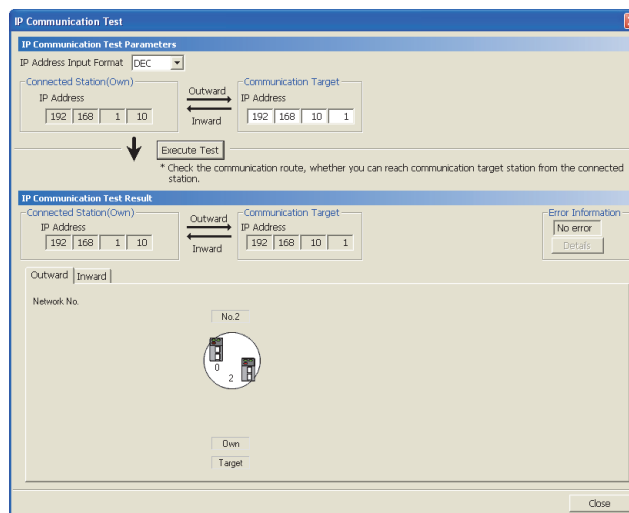 IP Communication Test
IP Communication Test Parameters
IP Address Input Format DEC
Connected Station(Own)
IP Address
192 168 1 10
Outward
Inward
Communication Target
IP Address
192 168 10 1
Execute Test
* Check the communication route, whether you can reach communication target station from the connected
station.
IP Communication Test Result
Connected Station(Own)
IP Address
192 168 1 10
Outward
Inward
Communication Target
IP Address
192 168 10 1
Error Information
No error
Details
Outward Inward
Network No.
No.2
0
2
Own
Target
Close